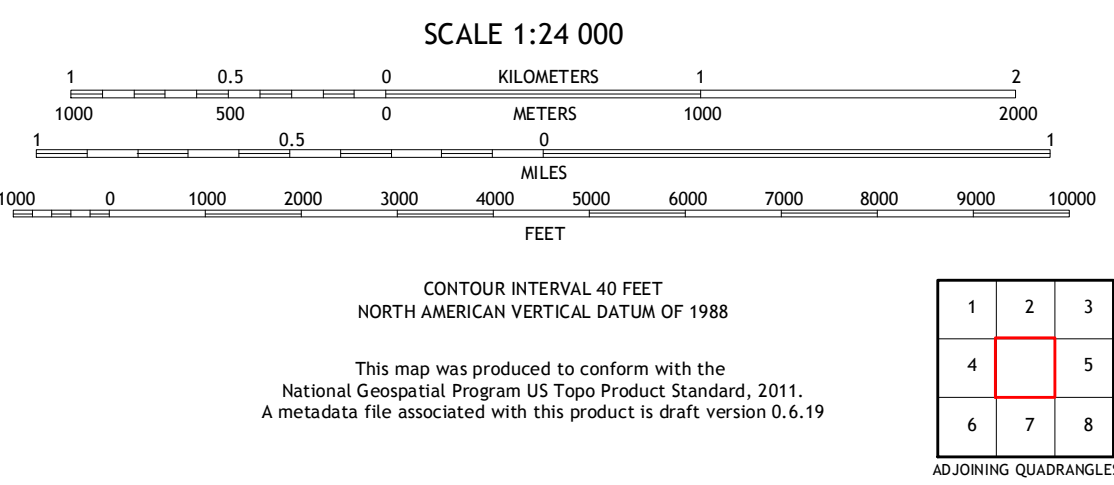 SCALE 1:24 000
1 0.5 0 KILOMETERS 1 2
1000 500 0 METERS 1000 2000
1 0.5 0 1
MILES
1000 0 1000 2000 3000 4000 5000 6000 7000 8000 9000 10000
FEET
CONTOUR INTERVAL 40 FEET
NORTH AMERICAN VERTICAL DATUM OF 1988
This map was produced to conform with the
National Geospatial Program US Topo Product Standard, 2011.
A metadata file associated with this product is draft version 0.6.19
1 2 3
4 5
6 7 8
ADJOINING QUADRANGLES